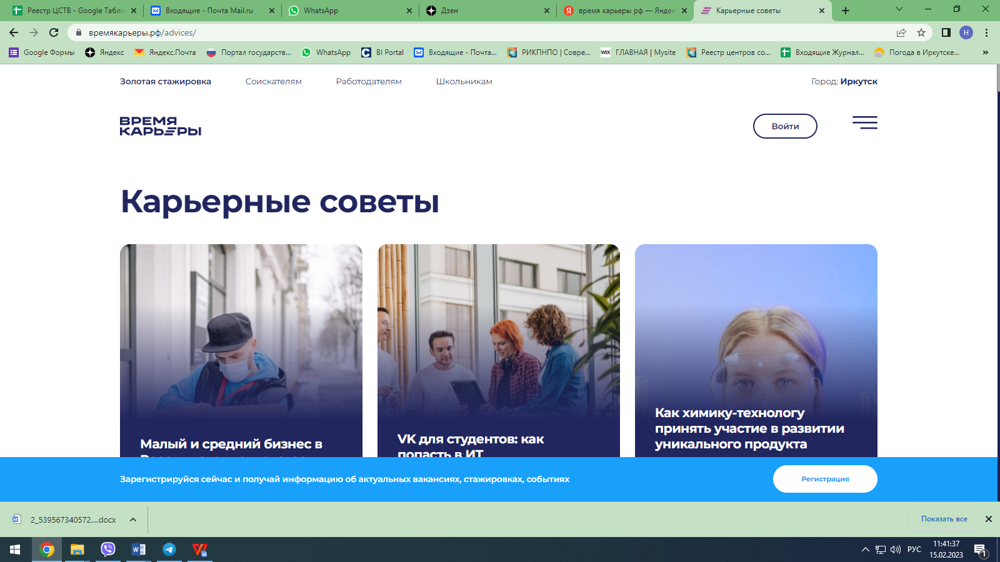 Реестр ЦСТВ - Google Табли
Входящие - Почта Mail.ru
WhatsApp
Дзен
время карьеры рф — Яндек
Карьерные советы
времякарьеры.рф/advices/
Н
Google Формы
Яндекс
Яндекс.Почта
Портал государств...
WhatsApp
BI Portal
Входящие - Почта...
РИКПНПО | Совре...
WIX
ГЛАВНАЯ | Mysite
Реестр центров со...
Входящие Журнал...
Погода в Иркутске...
Золотая стажировка
Соискателям
Работодателям
Школьникам
Город: Иркутск
ВРЕМЯ
КАРЬЕРЫ
Войти
Карьерные советы
Малый и средний бизнес в
VK для студентов: как
попасть в ИТ
Как химику-технологу
принять участие в развитии
уникального продукта
Зарегистрируйся сейчас и получай информацию об актуальных вакансиях, стажировках, событиях
Регистрация
2_539567340572....docx
Показать все
РУС
11:41:37
15.02.2023
1